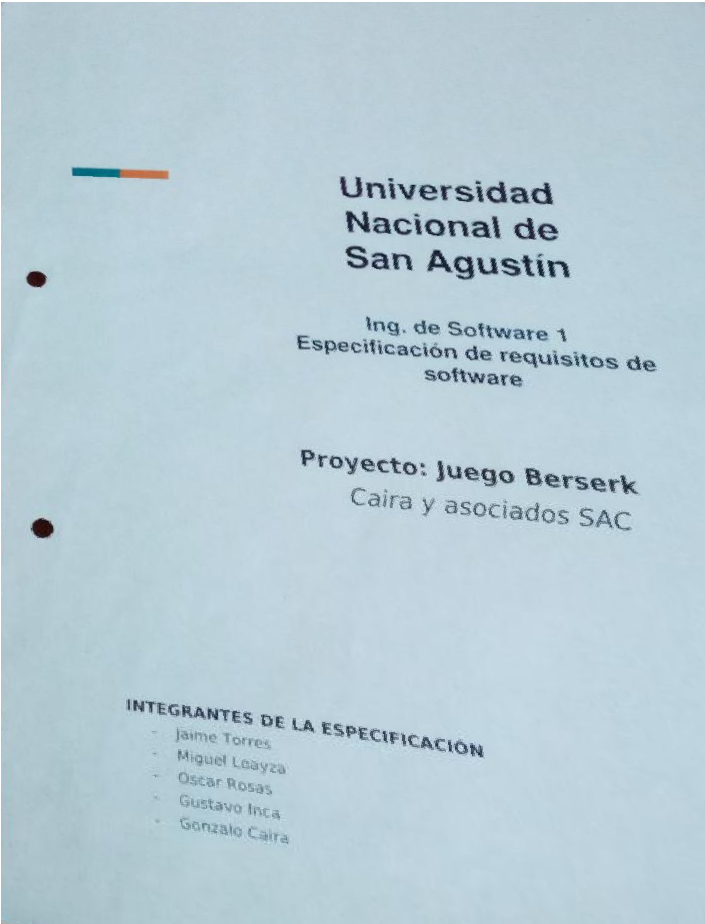 Universidad
Nacional de
San Agustín
Ing. de Software 1
Especificación de requisitos de
software
Proyecto: Juego Berserk
Caira y asociados SAC
INTEGRANTES DE LA ESPECIFICACIÓN
- Jaime Torres
- Miguel Loayza
- Oscar Rosas
- Gustavo Inca
- Gonzalo Caira